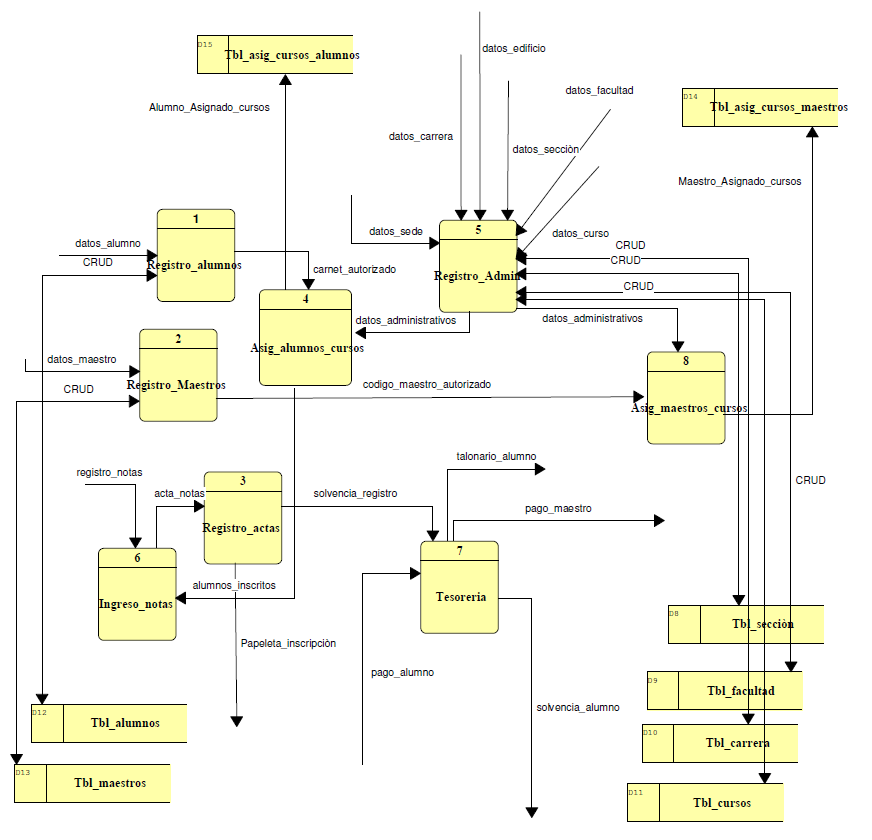 D15
Tbl_asig_cursos_alumnos
datos_edificio
datos_facultad
D14
Tbl_asig_cursos_maestros
Alumno_Asignado_cursos
datos_carrera
datos_secciòn
Maestro_Asignado_cursos
1
Registro_alumnos
datos_alumno
CRUD
datos_sede
5
Registro_Admin
datos_curso
CRUD
CRUD
CRUD
carnet_autorizado
4
Asig_alumnos_cursos
datos_administrativos
datos_administrativos
2
Registro_Maestros
datos_maestro
CRUD
codigo_maestro_autorizado
8
Asig_maestros_cursos
registro_notas
acta_notas
3
Registro_actas
solvencia_registro
talonario_alumno
pago_maestro
CRUD
6
Ingreso_notas
alumnos_inscritos
7
Tesoreria
Papeleta_inscripciòn
pago_alumno
solvencia_alumno
D8
Tbl_secciòn
D9
Tbl_facultad
D10
Tbl_carrera
D11
Tbl_cursos
D12
Tbl_alumnos
D13
Tbl_maestros